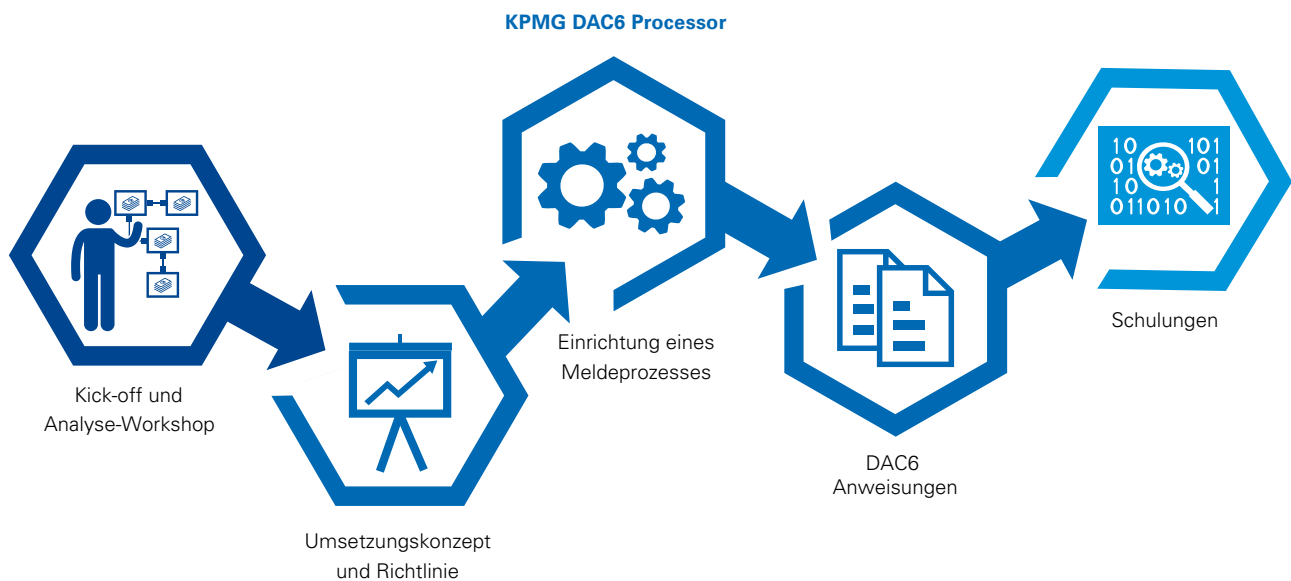 KPMG DAC6 Processor
Kick-off und
Analyse-Workshop
Umsetzungskonzept
und Richtlinie
Einrichtung eines
Meldeprozesses
DAC6
Anweisungen
10 101
01 01
10 1
011010 1
Schulungen